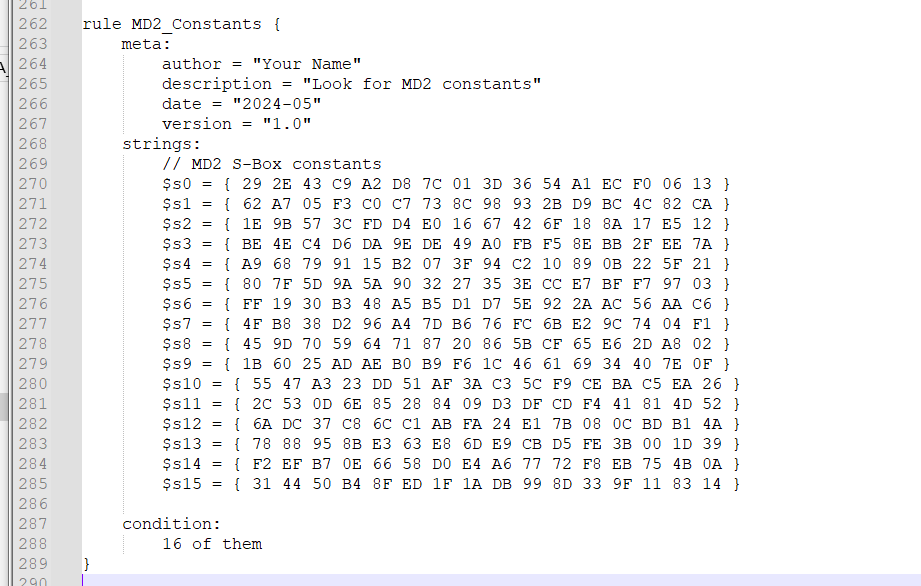 261
262 rule MD2_Constants {
263 meta:
264 author = "Your Name"
265 description = "Look for MD2 constants"
266 date = "2024-05"
267 version = "1.0"
268 strings:
269 // MD2 S-Box constants
270 $s0 = { 29 2E 43 C9 A2 D8 7C 01 3D 36 54 A1 EC F0 06 13 }
271 $s1 = { 62 A7 05 F3 C0 C7 73 8C 98 93 2B D9 BC 4C 82 CA }
272 $s2 = { 1E 9B 57 3C FD D4 E0 16 67 42 6F 18 8A 17 E5 12 }
273 $s3 = { BE 4E C4 D6 DA 9E DE 49 A0 FB F5 8E BB 2F EE 7A }
274 $s4 = { A9 68 79 91 15 B2 07 3F 94 C2 10 89 0B 22 5F 21 }
275 $s5 = { 80 7F 5D 9A 5A 90 32 27 35 3E CC E7 BF F7 97 03 }
276 $s6 = { FF 19 30 B3 48 A5 B5 D1 D7 5E 92 2A AC 56 AA C6 }
277 $s7 = { 4F B8 38 D2 96 A4 7D B6 76 FC 6B E2 9C 74 04 F1 }
278 $s8 = { 45 9D 70 59 64 71 87 20 86 5B CF 65 E6 2D A8 02 }
279 $s9 = { 1B 60 25 AD AE B0 B9 F6 1C 46 61 69 34 40 7E 0F }
280 $s10 = { 55 47 A3 23 DD 51 AF 3A C3 5C F9 CE BA C5 EA 26 }
281 $s11 = { 2C 53 0D 6E 85 28 84 09 D3 DF CD F4 41 81 4D 52 }
282 $s12 = { 6A DC 37 C8 6C C1 AB FA 24 E1 7B 08 0C BD B1 4A }
283 $s13 = { 78 88 95 8B E3 63 E8 6D E9 CB D5 FE 3B 00 1D 39 }
284 $s14 = { F2 EF B7 0E 66 58 D0 E4 A6 77 72 F8 EB 75 4B 0A }
285 $s15 = { 31 44 50 B4 8F ED 1F 1A DB 99 8D 33 9F 11 83 14 }
286
287 condition:
288 16 of them
289 }
290